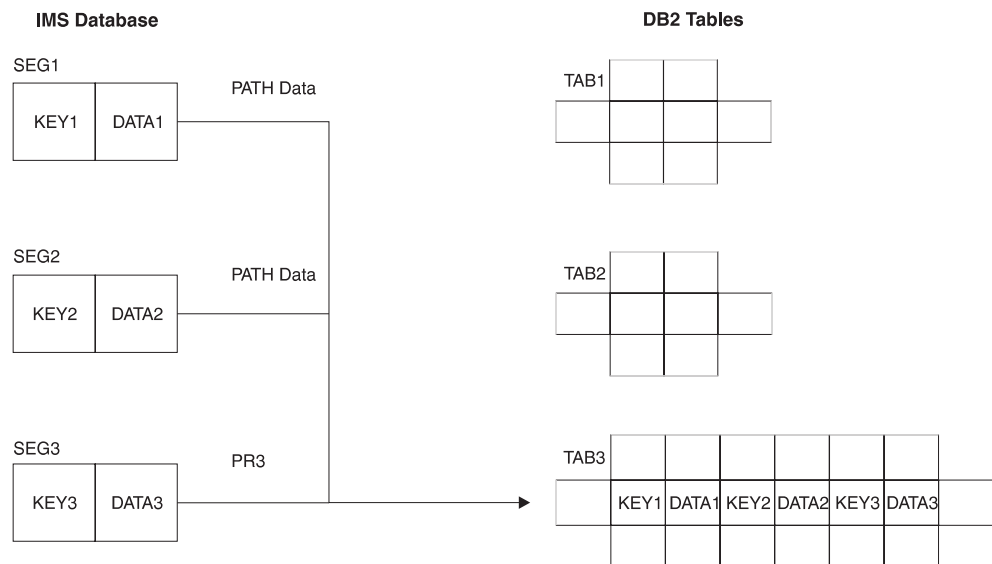 IMS Database
DB2 Tables
SEG1
KEY1 DATA1
PATH Data
TAB1
SEG2
KEY2 DATA2
PATH Data
TAB2
SEG3
KEY3 DATA3
PR3
TAB3
KEY1 DATA1 KEY2 DATA2 KEY3 DATA3